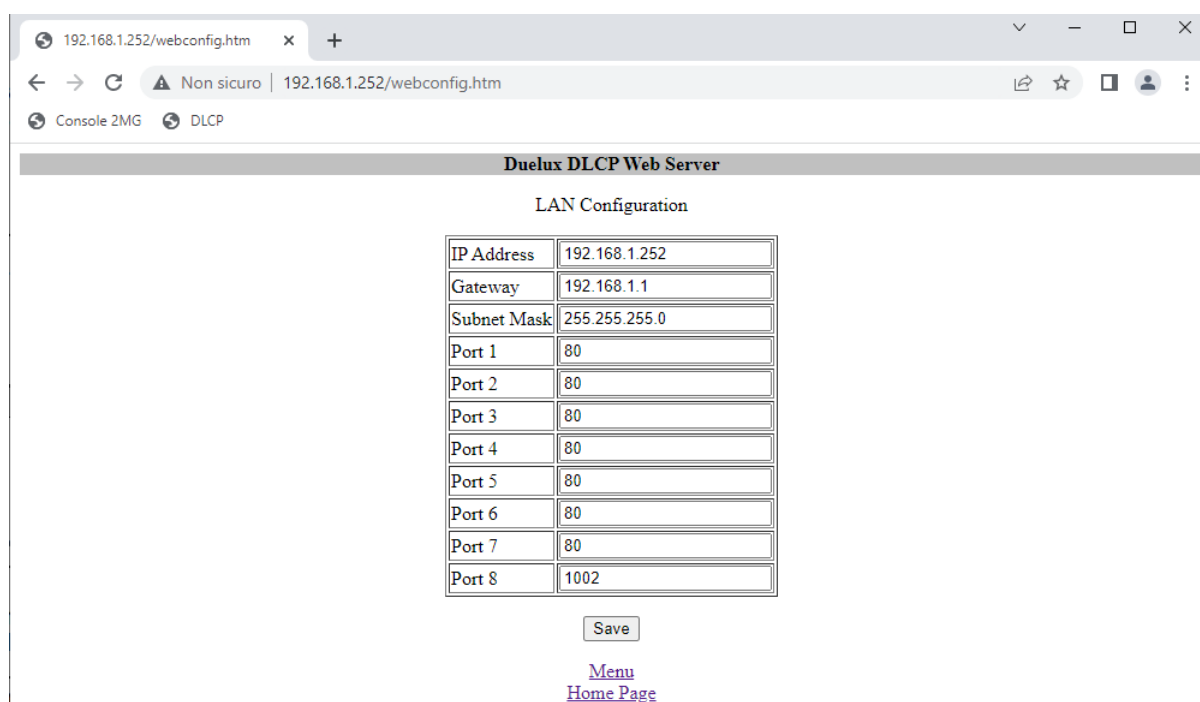 192.168.1.252/webconfig.htm
Non sicuro | 192.168.1.252/webconfig.htm
Console 2MG DLCP
Duelux DLCP Web Server
LAN Configuration
IP Address 192.168.1.252
Gateway 192.168.1.1
Subnet Mask 255.255.255.0
Port 1 80
Port 2 80
Port 3 80
Port 4 80
Port 5 80
Port 6 80
Port 7 80
Port 8 1002
Save
Menu
Home Page